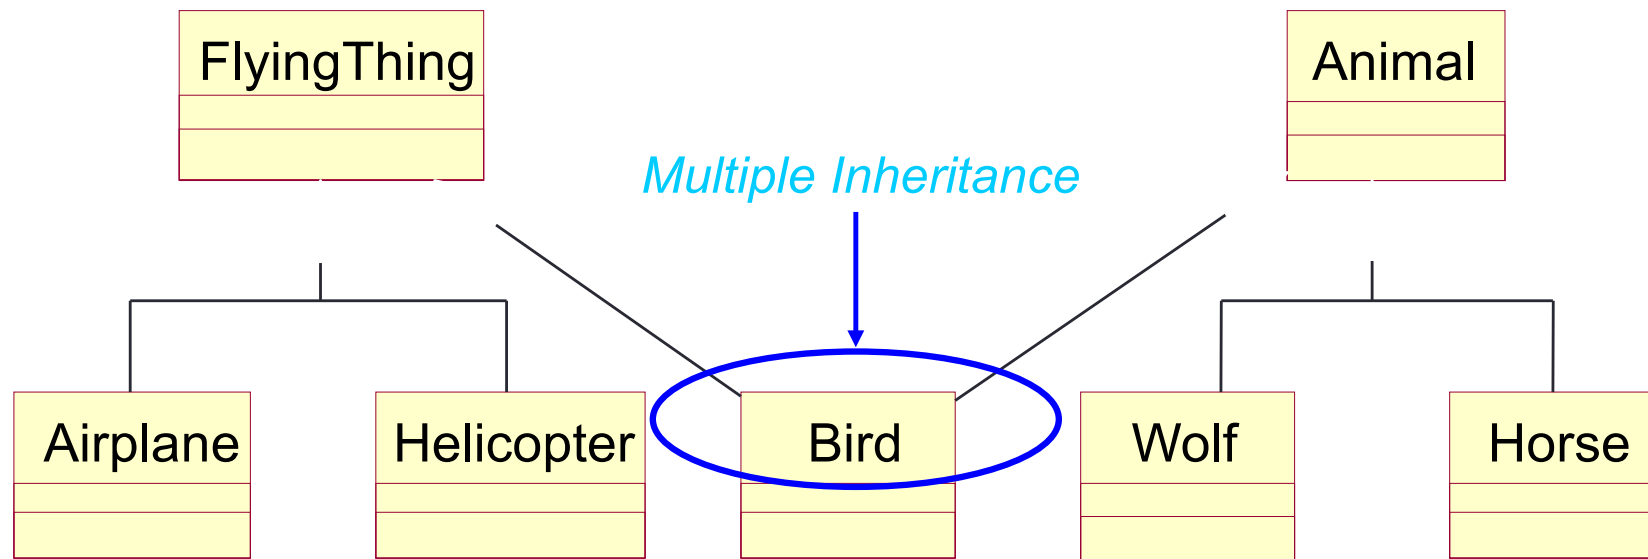 FlyingThing
Animal
Multiple Inheritance
Airplane
Helicopter
Bird
Wolf
Horse